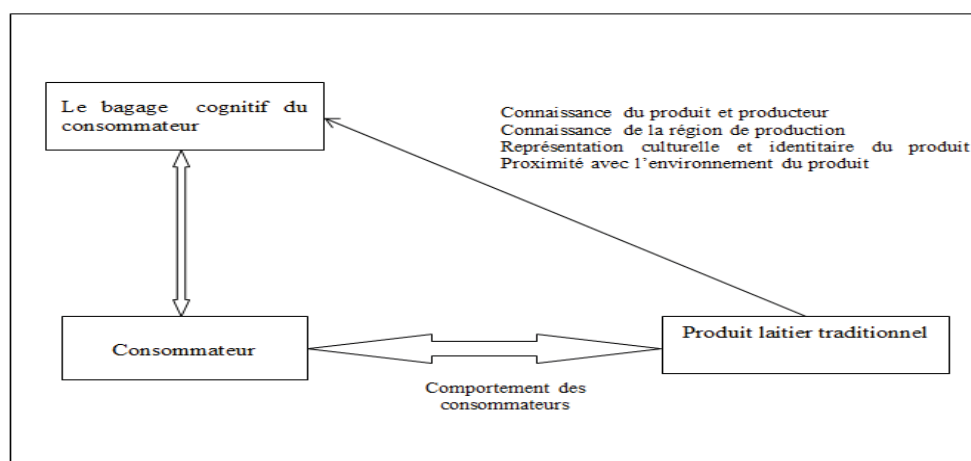 Le bagage cognitif du
consommateur
Connaissance du produit et producteur
Connaissance de la région de production
Représentation culturelle et identitaire du produit
Proximité avec l'environnement du produit
Consommateur
Produit laitier traditionnel
Comportement des
consommateurs